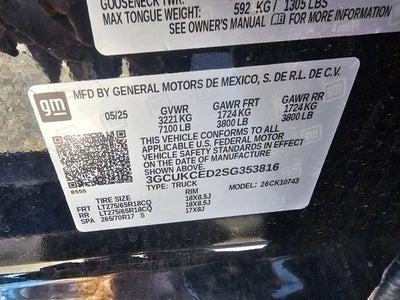 GOOSENECK TWR:
MAX TONGUE WEIGHT: 592 KG / 1305 LBS
SEE OWNER'S MANUAL FOR MORE INFORMATION
gm
MFD BY GENERAL MOTORS DE MEXICO, S. DE R.L. DE C.V.
05/25 GVWR GAWR FRT GAWR RR
3221 KG 1724 KG 1724 KG
7100 LB 3800 LB 3800 LB
THIS VEHICLE CONFORMS TO ALL APPLICABLE
U.S. FEDERAL MOTOR VEHICLE SAFETY
STANDARDS IN EFFECT ON THE DATE OF
MANUFACTURE SHOWN ABOVE.
3GCUKCED2SG353816
8555 TYPE: TRUCK 26CK10743
TIRE SIZE RIM
FRT LT275/65R18CQ 18X8.5J
RR LT275/65R18CQ 18X8.5J
SPA 265/70R17 S 17X8J